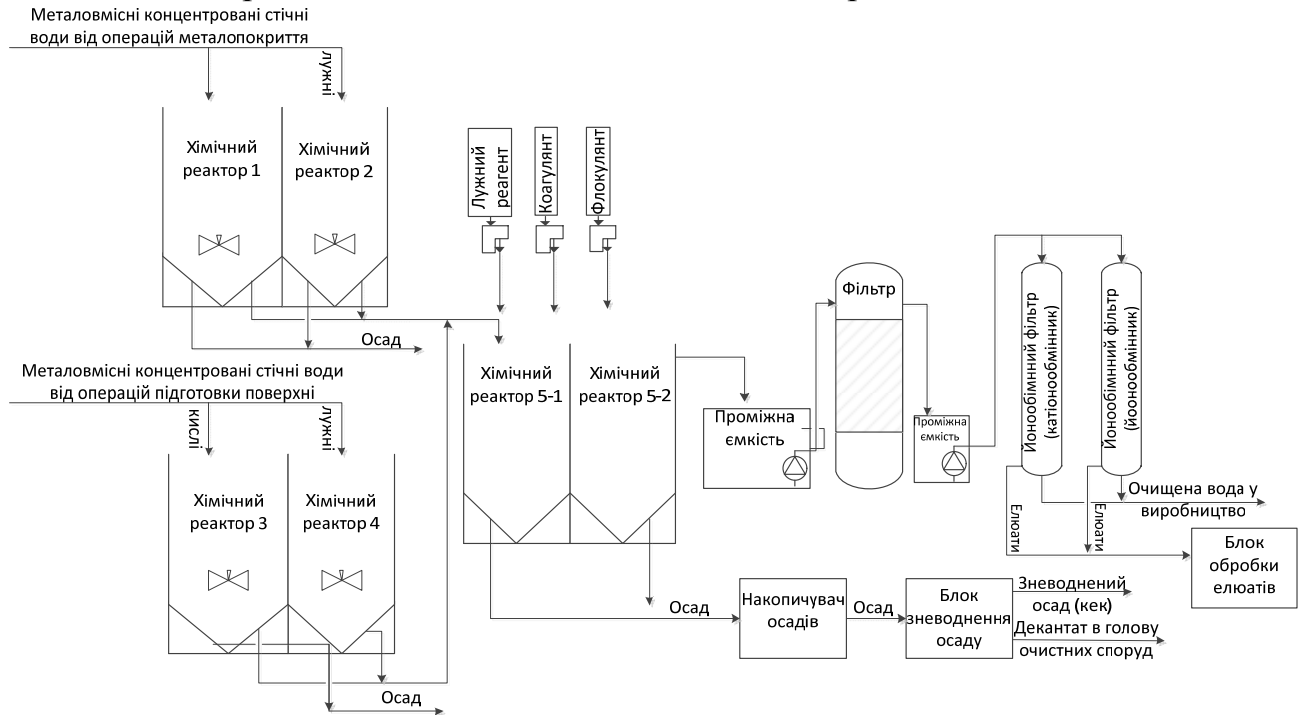 Металовмісні концентровані стічні
води від операцій металопокриття
лужні
Хімічний
реактор 1
Хімічний
реактор 2
Осад
Лужний
реагент
Коагулянт
Флокулянт
Металовмісні концентровані стічні води
від операцій підготовки поверхні
кислі
лужні
Хімічний
реактор 3
Хімічний
реактор 4
Осад
Хімічний
реактор 5-1
Хімічний
реактор 5-2
Проміжна
ємкість
Фільтр
Проміжна
ємкість
Йонообімнний фільтр
(катіонообмінник)
Йонообімнний фільтр
(йоонообмінник)
Очищена вода у
виробництво
Елюати
Елюати
Блок
обробки
елюатів
Осад
Накопичувач
осадів
Осад
Блок
зневоднення
осаду
Зневоднений
осад (кек)
Декантат в голову
очистних споруд